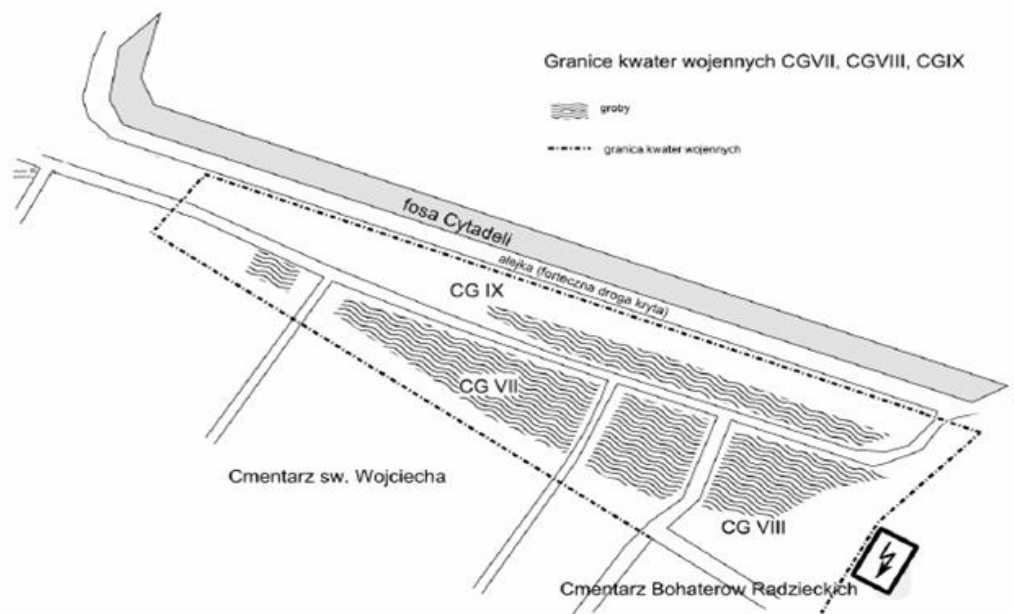 Granice kwater wojennych CGVII, CGVIII, CGIX
groby
granica kwater wojennych
fosa Cytadeli
alejka (forteczna droga kryta)
CG IX
CG VII
Cmentarz sw. Wojciecha
CG VIII
Cmentarz Bohaterow Radzieckich